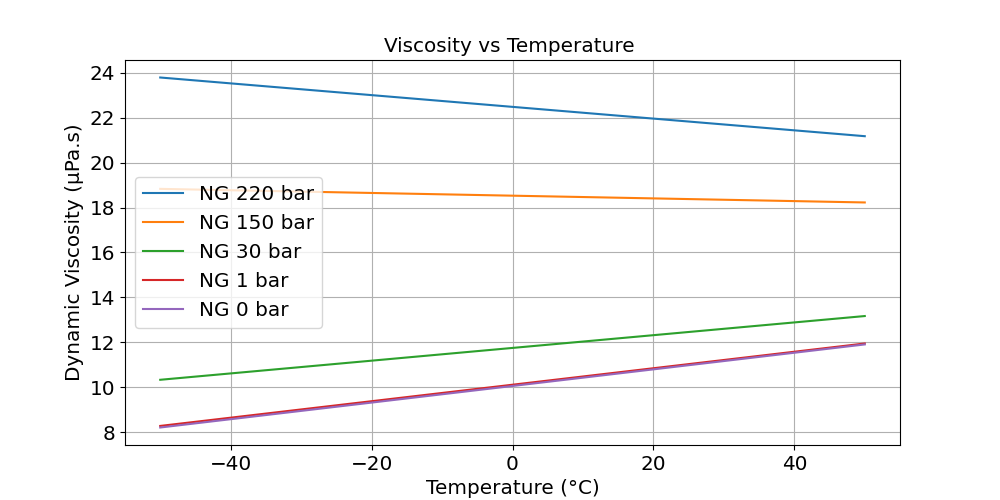 Viscosity vs Temperature
Dynamic Viscosity (μPa.s)
24
22
20
18
16
14
12
10
8
NG 220 bar
NG 150 bar
NG 30 bar
NG 1 bar
NG 0 bar
−40
−20
0
20
40
Temperature (°C)